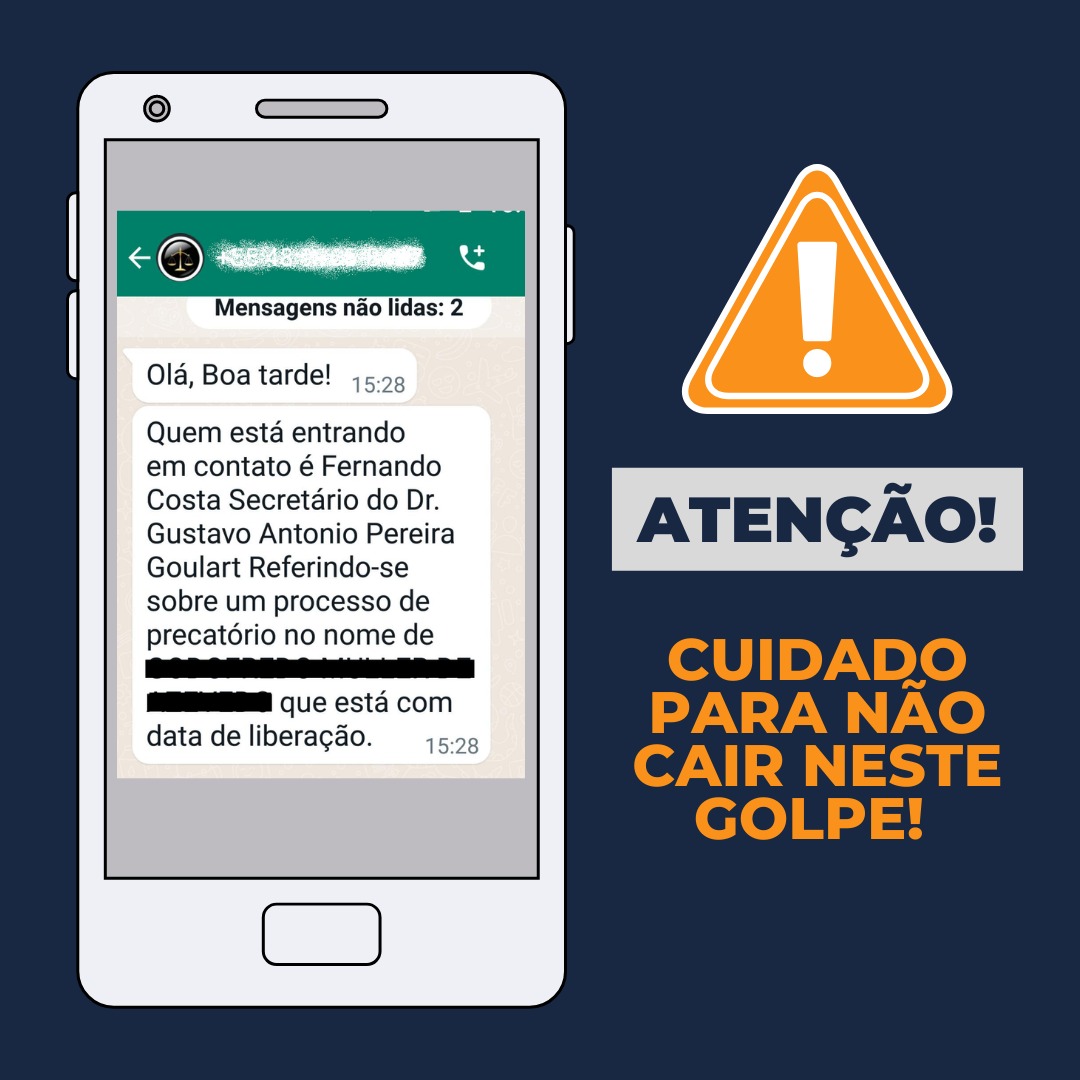 Mensagens não lidas: 2
Olá, Boa tarde!
15:28
Quem está entrando
em contato é Fernando
Costa Secretário do Dr.
Gustavo Antonio Pereira
Goulart Referindo-se
sobre um processo de
precatório no nome de
que está com
data de liberação.
15:28
ATENÇÃO!
CUIDADO
PARA NÃO
CAIR NESTE
GOLPE!